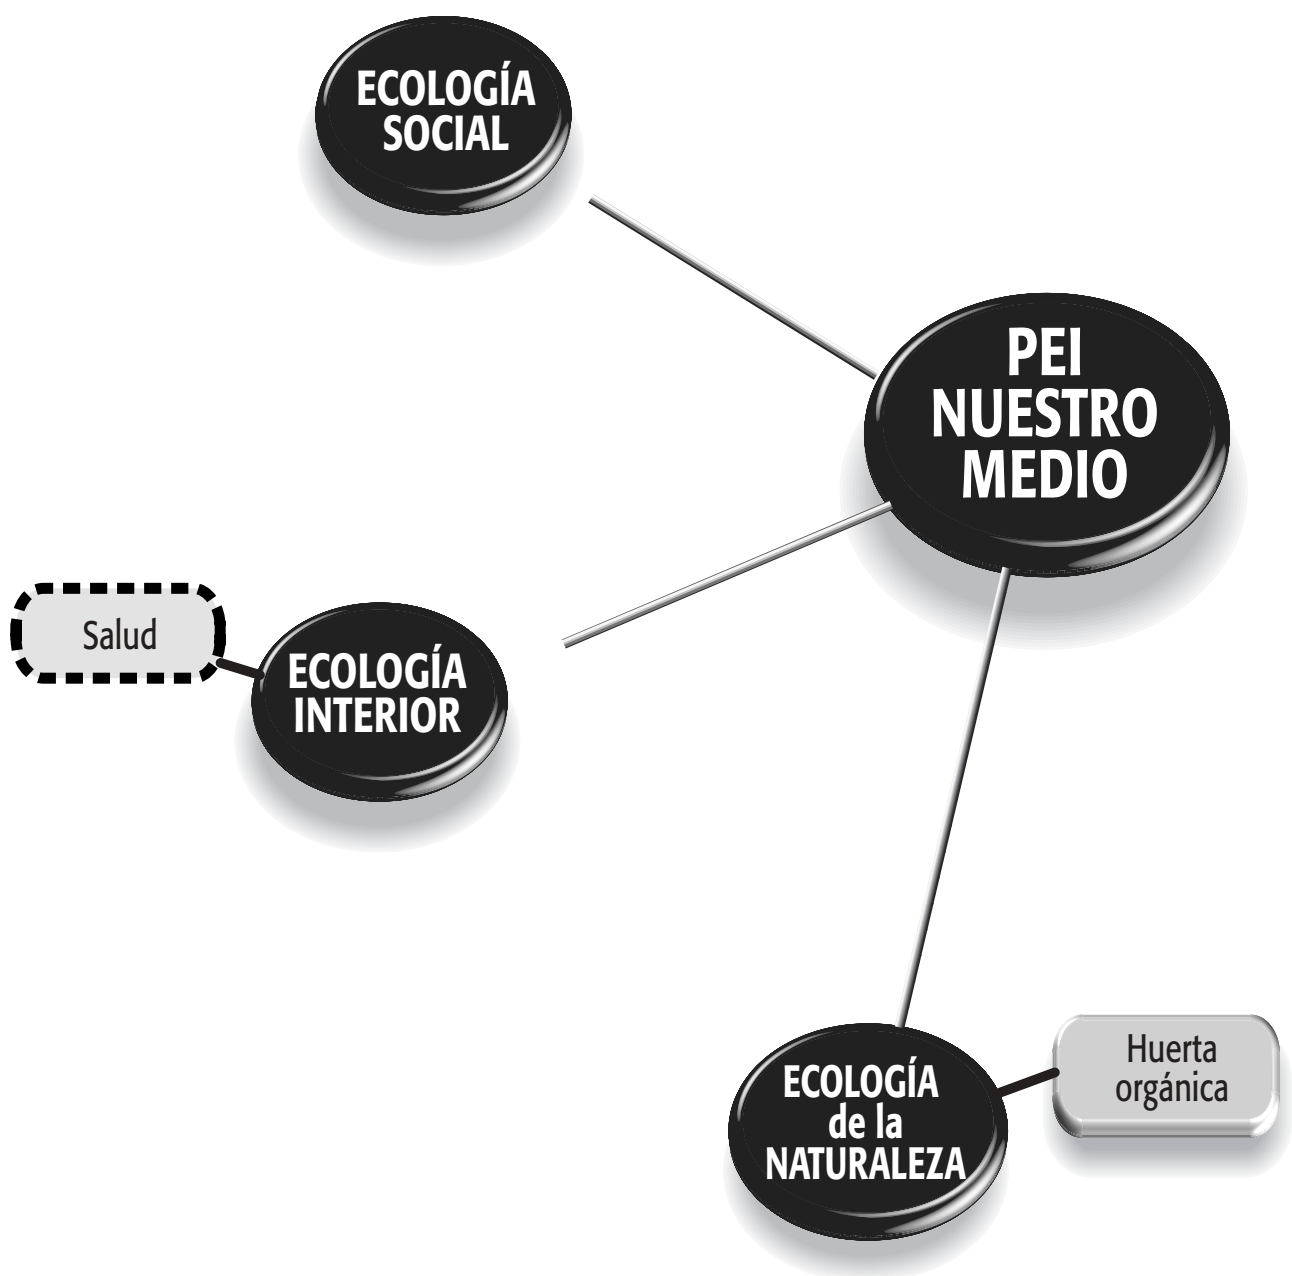 ECOLOGÍA
SOCIAL
PEI
NUESTRO
MEDIO
Salud
ECOLOGÍA
INTERIOR
ECOLOGÍA
de la
NATURALEZA
Huerta
orgánica